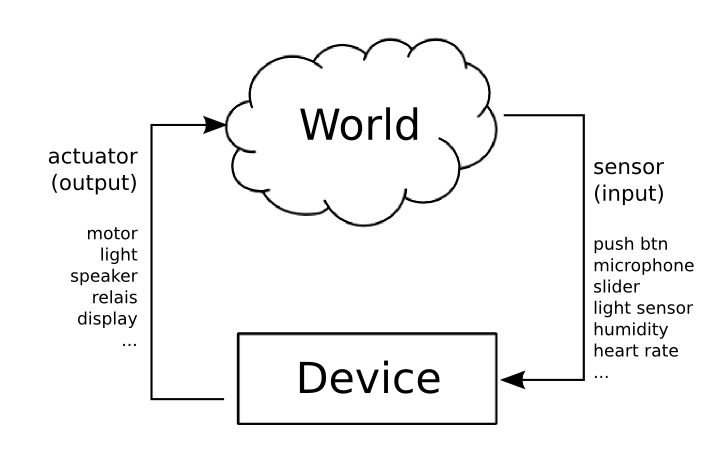 World
actuator
(output)
motor
light
speaker
relais
display
...
sensor
(input)
push btn
microphone
slider
light sensor
humidity
heart rate
...
Device